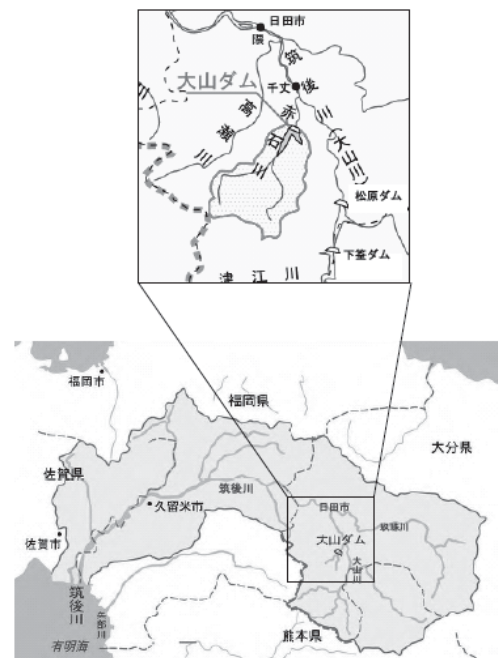 日田市
隈
筑後川(大山川)
千丈
大山ダム
赤石川
高瀬川
松原ダム
下筌ダム
津江川
福岡市
福岡県
大分県
佐賀県
筑後川
日田市
玖珠川
久留米市
大山ダム
佐賀市
大山川
筑後川
矢部川
熊本県
有明海